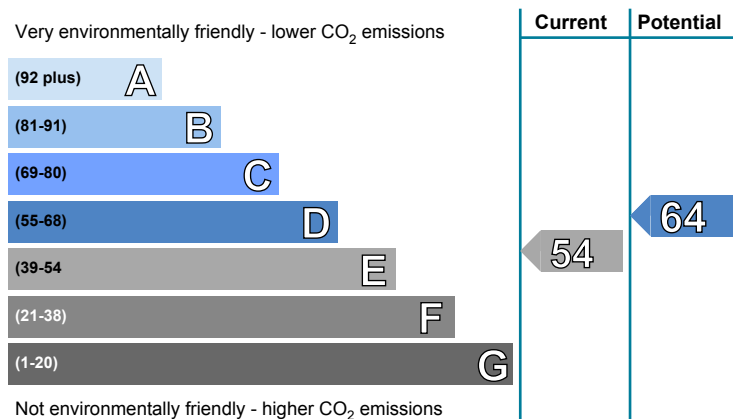 Current Potential
Very environmentally friendly - lower CO₂ emissions
(92 plus) A
(81-91) B
(69-80) C
(55-68) D
64
(39-54 E
54
(21-38) F
(1-20) G
Not environmentally friendly - higher CO₂ emissions